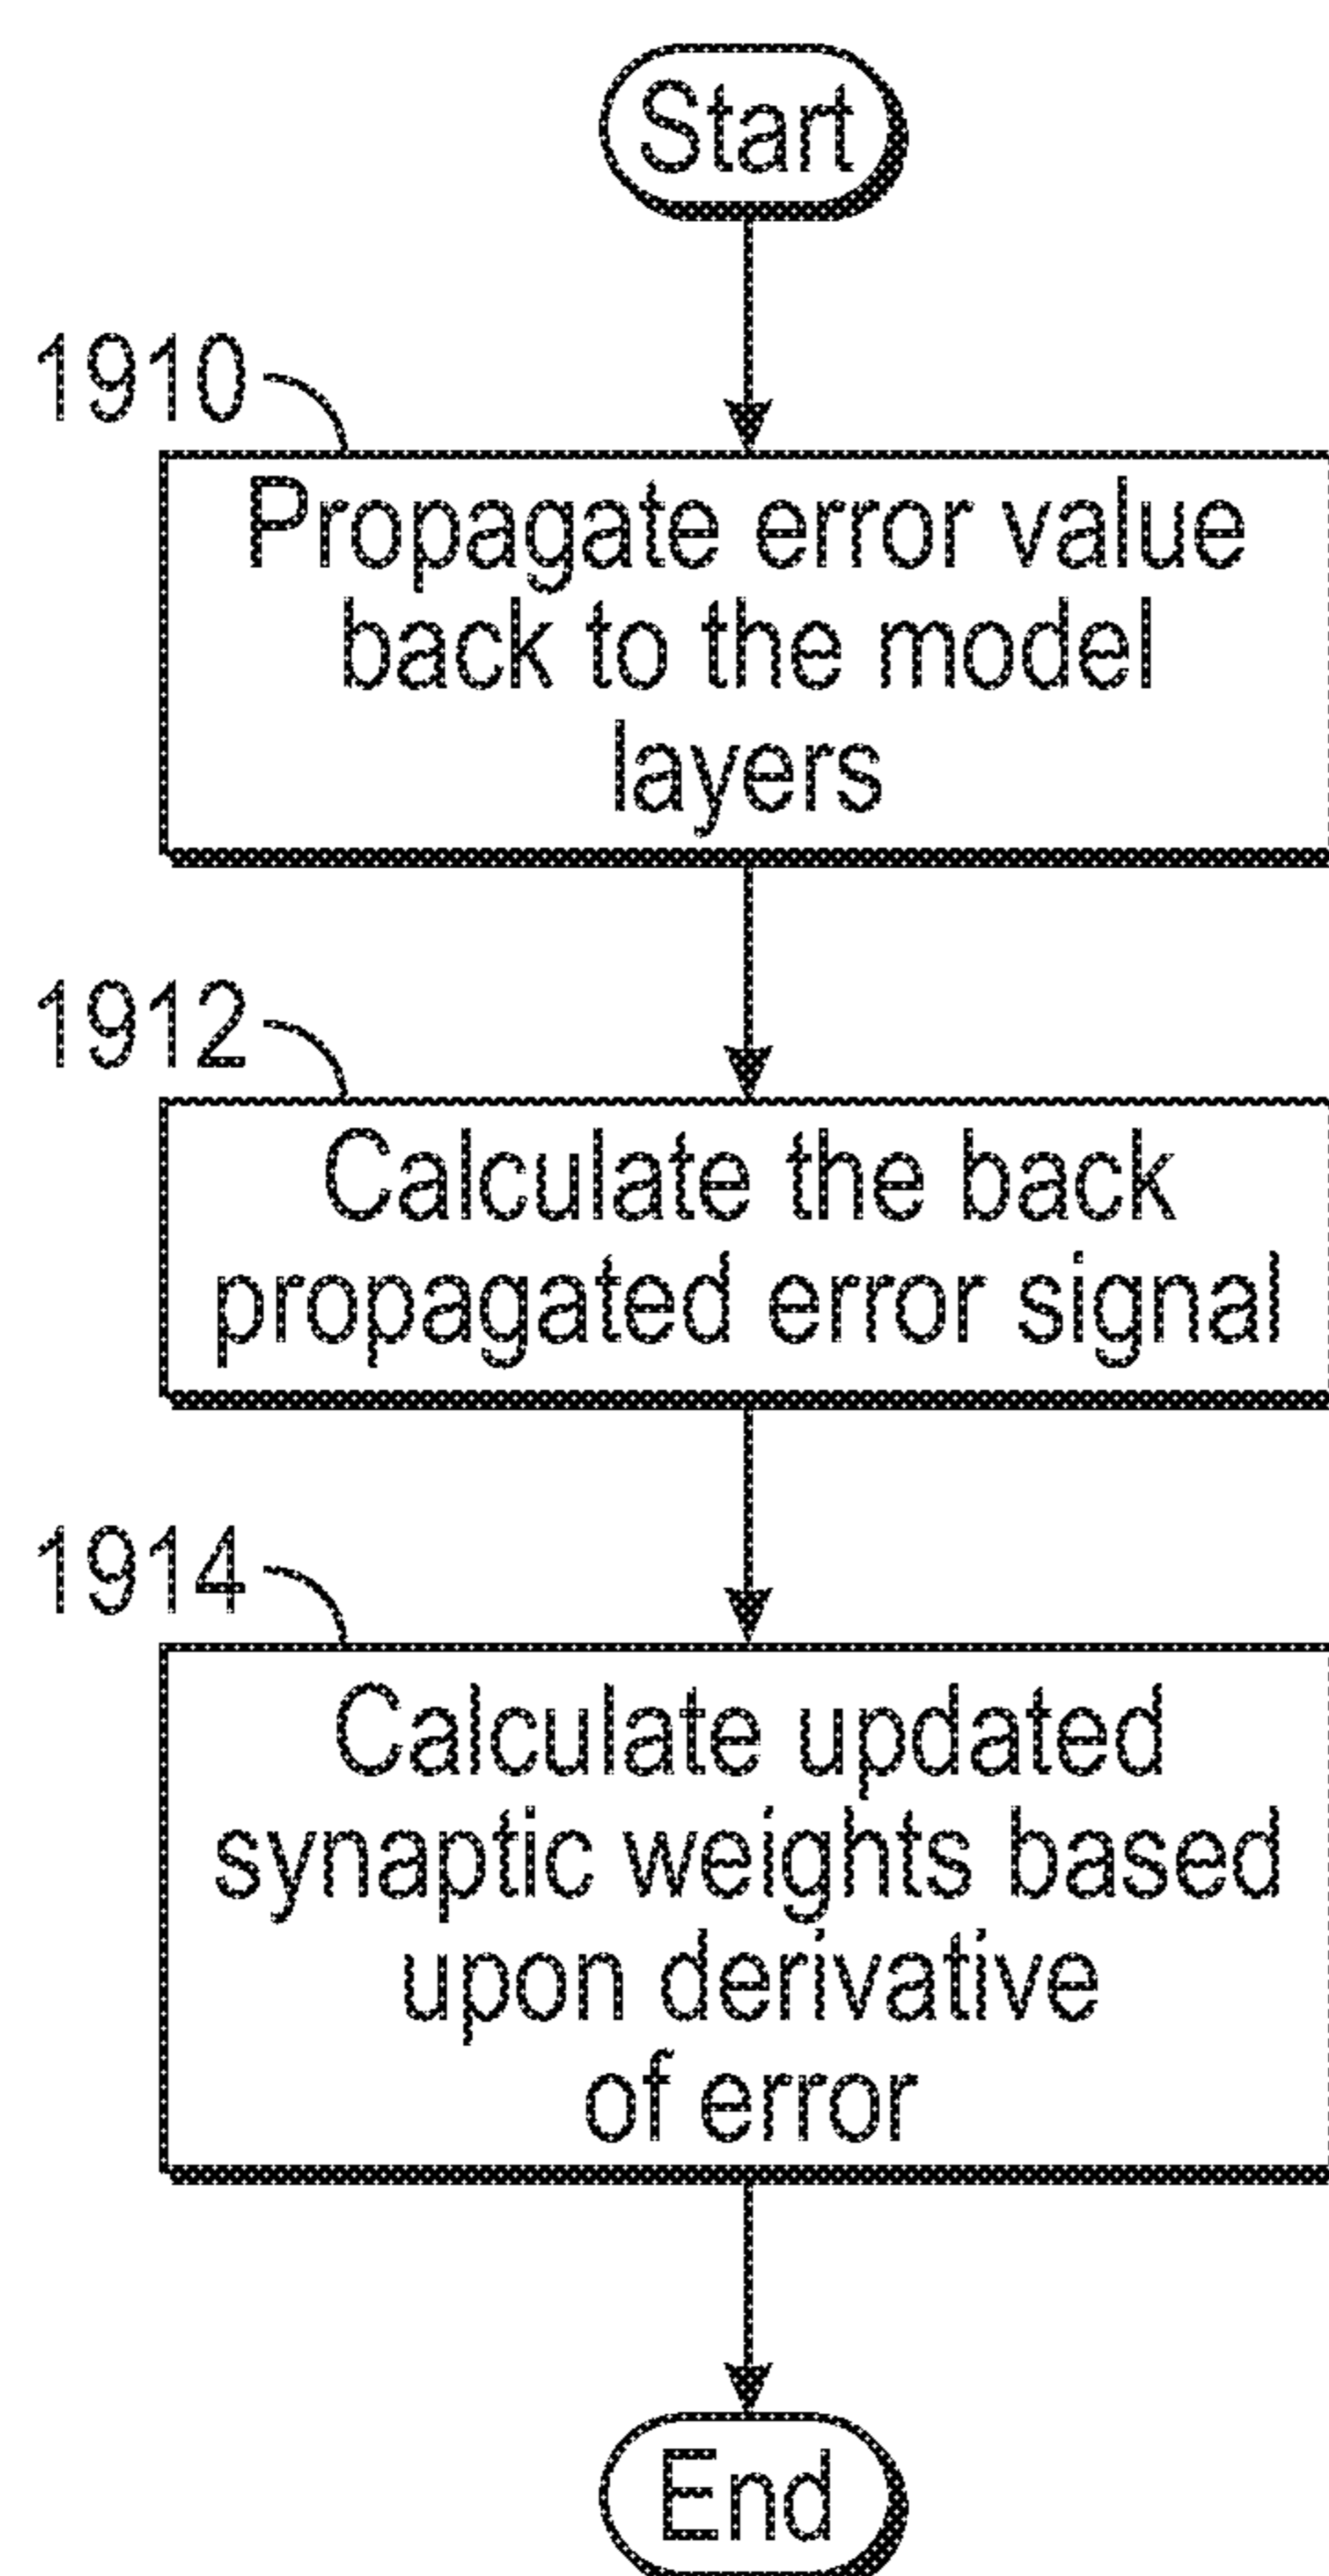 Start
1910
Propagate error value
back to the model
layers
1912
Calculate the back
propagated error signal
1914
Calculate updated
synaptic weights based
upon derivative
of error
End